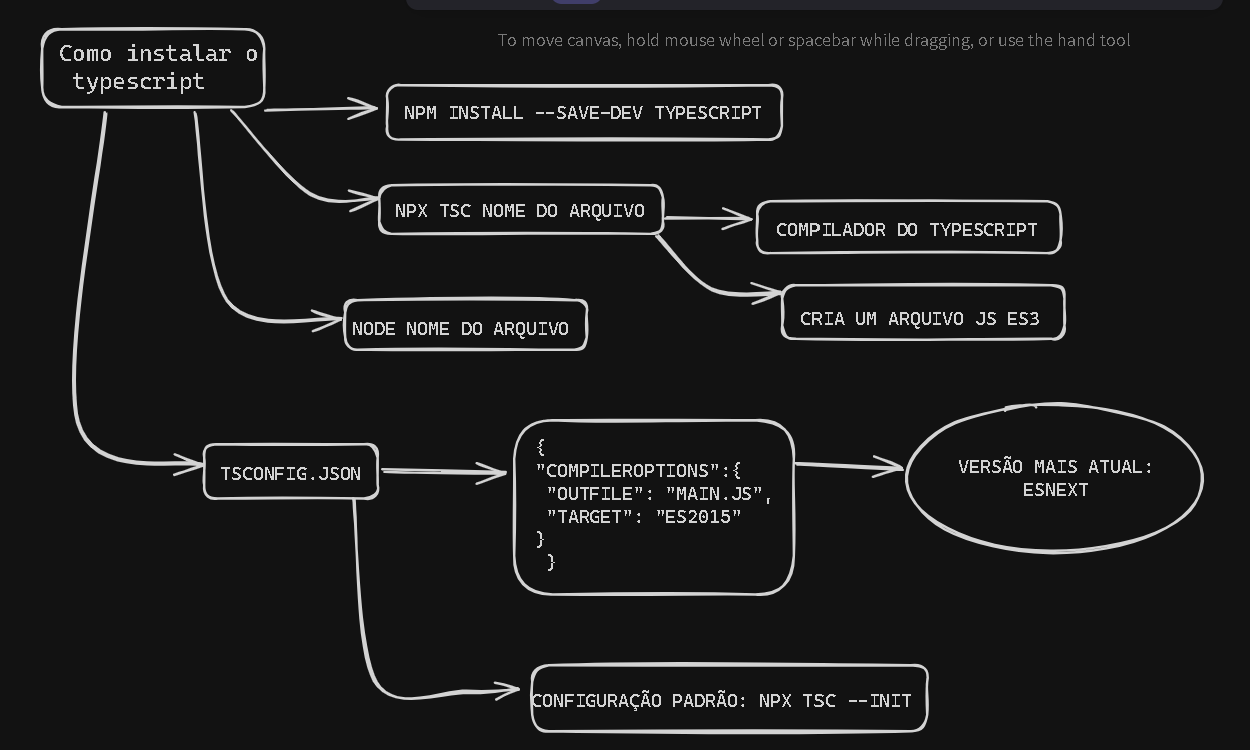 To move canvas, hold mouse wheel or spacebar while dragging, or use the hand tool
Como instalar o
typescript
NPM INSTALL --SAVE-DEV TYPESCRIPT
NPX TSC NOME DO ARQUIVO
COMPILADOR DO TYPESCRIPT
CRIA UM ARQUIVO JS ES3
NODE NOME DO ARQUIVO
TSCONFIG.JSON
{
"COMPILEROPTIONS":{
"OUTFILE": "MAIN.JS",
"TARGET": "ES2015"
}
}
VERSÃO MAIS ATUAL:
ESNEXT
CONFIGURAÇÃO PADRÃO: NPX TSC --INIT